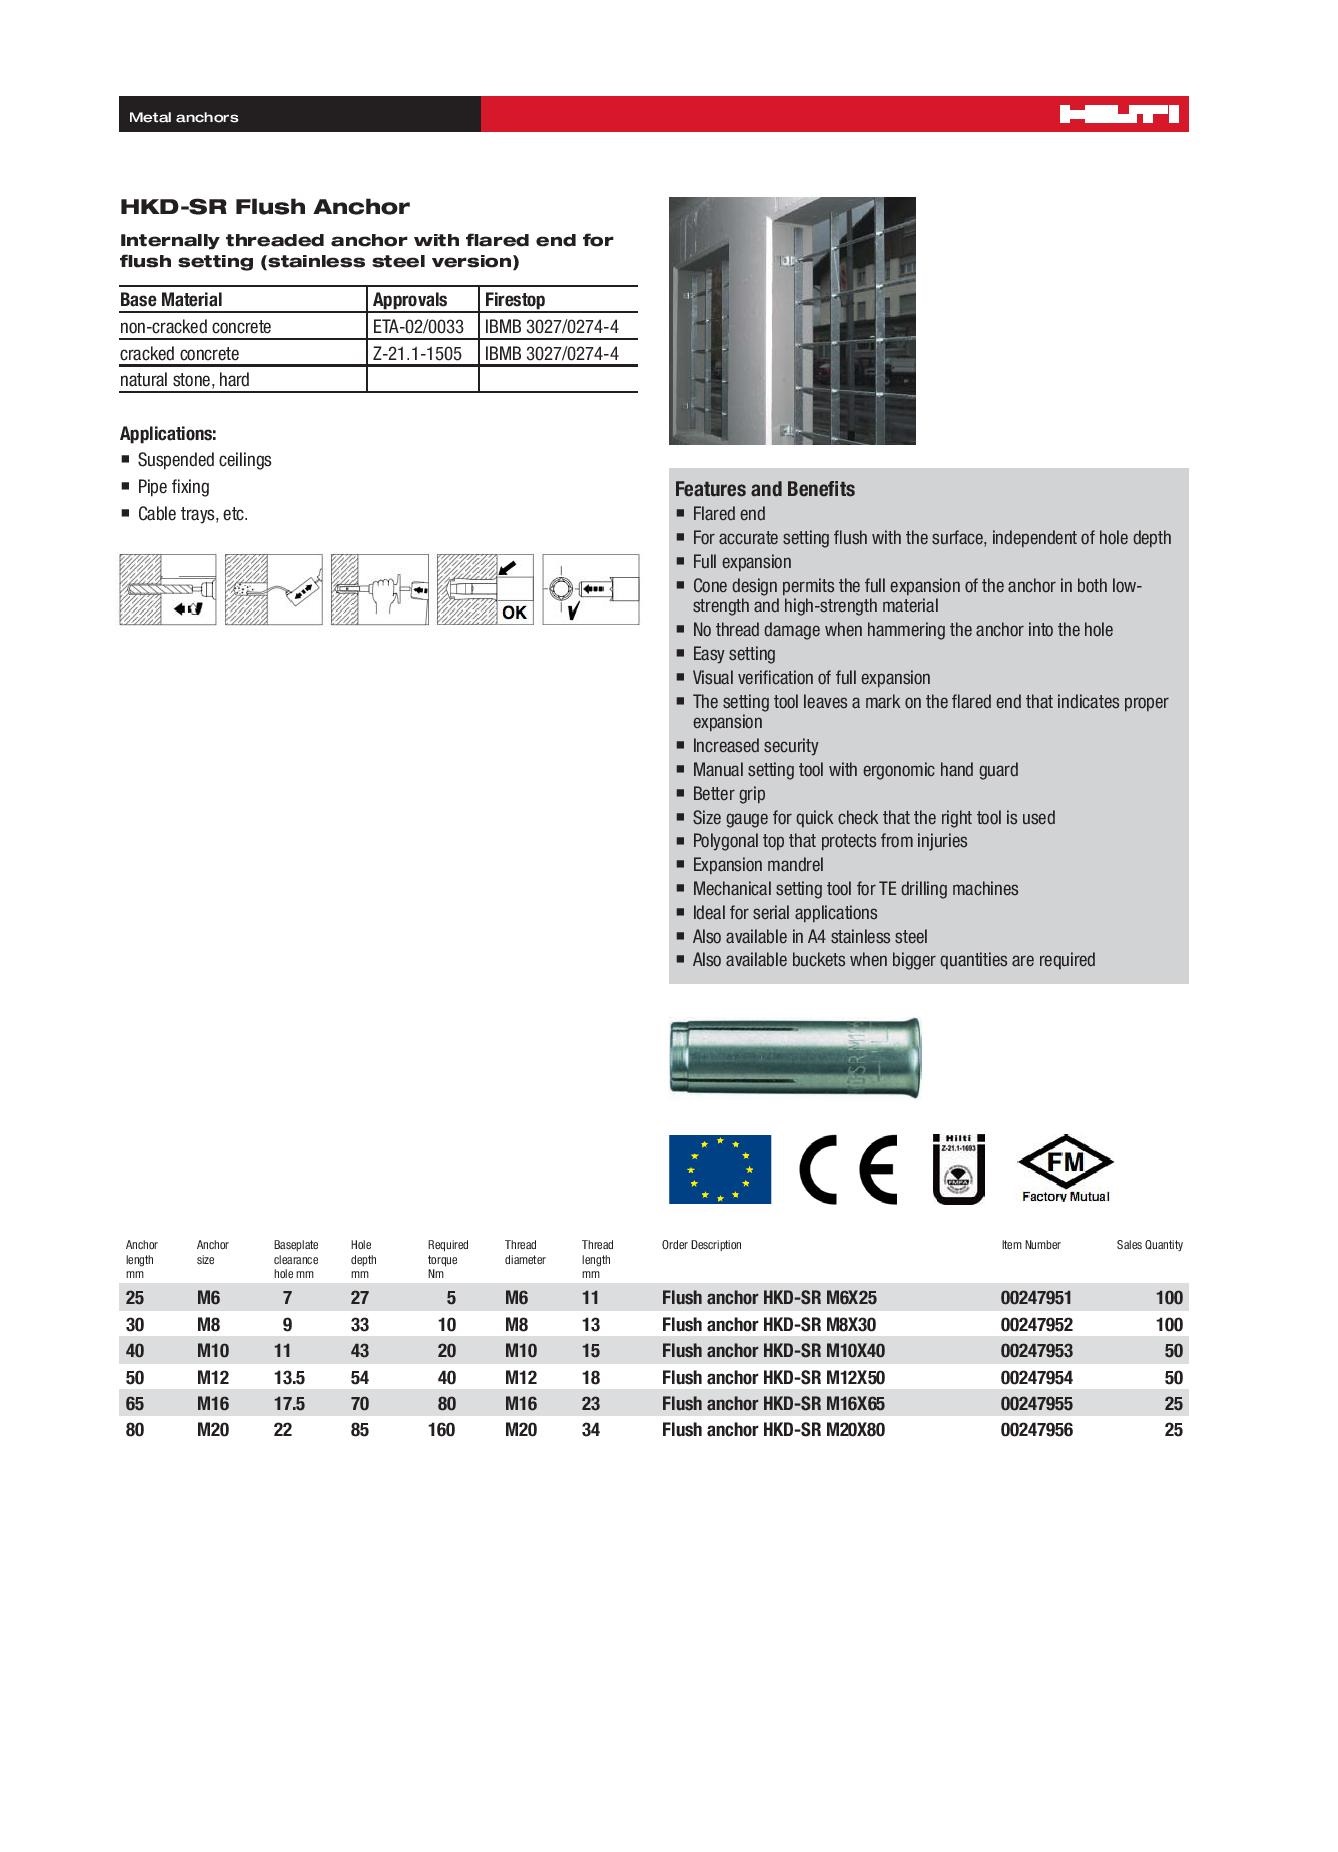 Metal anchors
HILTI
HKD-SR Flush Anchor
Internally threaded anchor with flared end for
flush setting (stainless steel version)
Base Material Approvals Firestop
non-cracked concrete ETA-02/0033 IBMB 3027/0274-4
cracked concrete Z-21.1-1505 IBMB 3027/0274-4
natural stone, hard
Applications:
■ Suspended ceilings
■ Pipe fixing
■ Cable trays, etc.
OK
Features and Benefits
■ Flared end
■ For accurate setting flush with the surface, independent of hole depth
■ Full expansion
■ Cone design permits the full expansion of the anchor in both low-
strength and high-strength material
■ No thread damage when hammering the anchor into the hole
■ Easy setting
■ Visual verification of full expansion
■ The setting tool leaves a mark on the flared end that indicates proper
expansion
■ Increased security
■ Manual setting tool with ergonomic hand guard
■ Better grip
■ Size gauge for quick check that the right tool is used
■ Polygonal top that protects from injuries
■ Expansion mandrel
■ Mechanical setting tool for TE drilling machines
■ Ideal for serial applications
■ Also available in A4 stainless steel
■ Also available buckets when bigger quantities are required
CE
Hilti
Z-21.1-1693
FMPA
FM
Factory Mutual
Anchor Anchor Baseplate Hole Required Thread Thread Order Description Item Number Sales Quantity
length size clearance depth torque diameter length
mm hole mm mm Nm mm
25 M6 7 27 5 M6 11 Flush anchor HKD-SR M6X25 00247951 100
30 M8 9 33 10 M8 13 Flush anchor HKD-SR M8X30 00247952 100
40 M10 11 43 20 M10 15 Flush anchor HKD-SR M10X40 00247953 50
50 M12 13.5 54 40 M12 18 Flush anchor HKD-SR M12X50 00247954 50
65 M16 17.5 70 80 M16 23 Flush anchor HKD-SR M16X65 00247955 25
80 M20 22 85 160 M20 34 Flush anchor HKD-SR M20X80 00247956 25